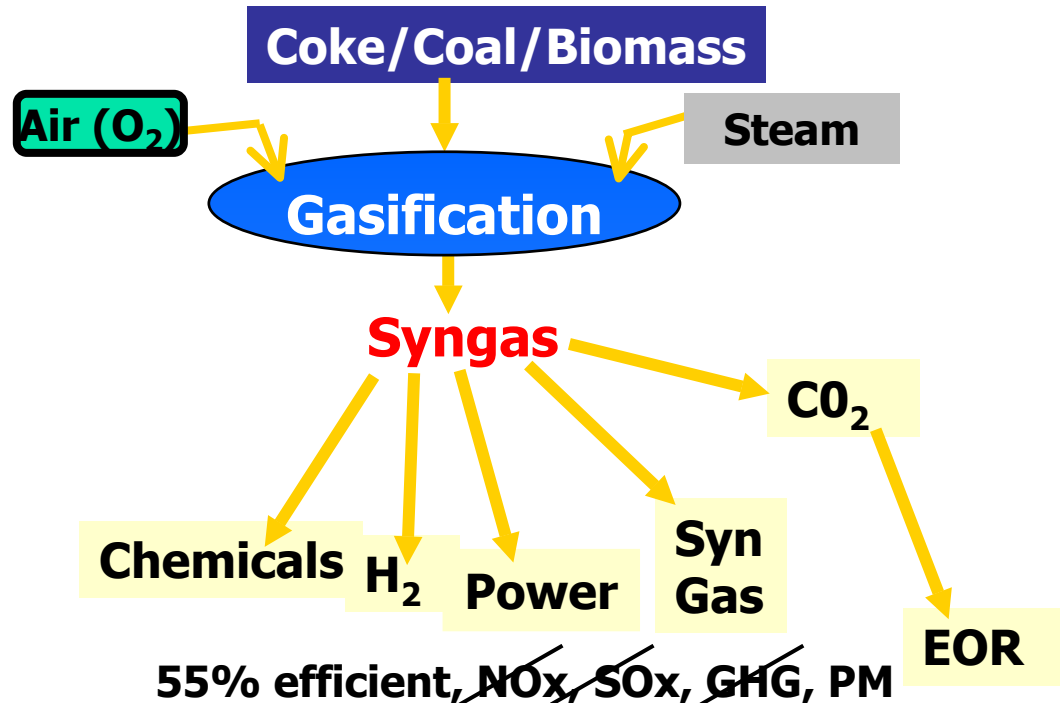 Coke/Coal/Biomass
Air (O₂)
Steam
Gasification
Syngas
C0₂
Chemicals
H₂
Power
Syn
Gas
EOR
55% efficient, NOx, SOx, GHG, PM